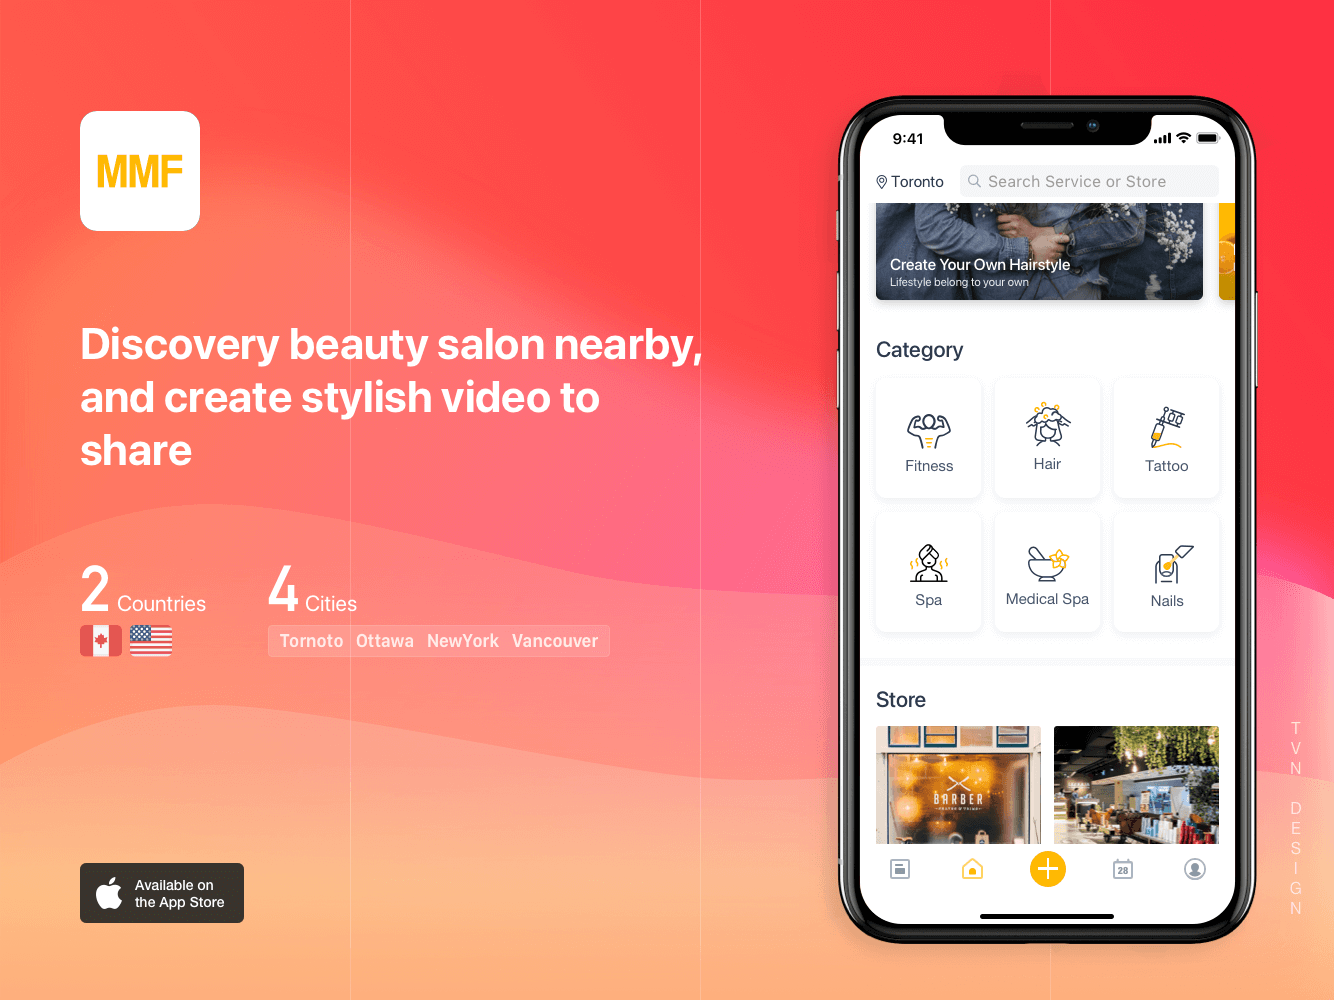 MMF
Discovery beauty salon nearby,
and create stylish video to
share
2 Countries
4 Cities
Tornoto Ottawa NewYork Vancouver
Available on
the App Store
9:41
Toronto
Search Service or Store
Create Your Own Hairstyle
Lifestyle belong to your own
Category
Fitness
Hair
Tattoo
Spa
Medical Spa
Nails
Store
BARBER
28
TVN DESIGN